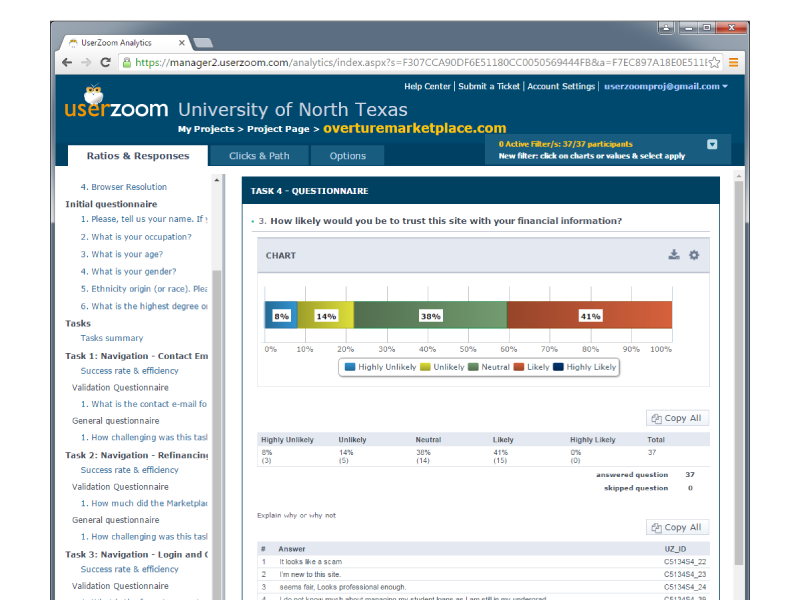 UserZoom Analytics
https://manager2.userzoom.com/analytics/index.aspx?s=F307CCA90DF6E51180CC0050569444FB&a=F7EC897A18E0E511
Help Center | Submit a Ticket | Account Settings | userzoomproj@gmail.com
userzoom University of North Texas
My Projects > Project Page > overturemarketplace.com
0 Active Filter/s: 37/37 participants
New filter: click on charts or values & select apply
Ratios & Responses Clicks & Path Options
4. Browser Resolution
Initial questionnaire
1. Please, tell us your name. If
2. What is your occupation?
3. What is your age?
4. What is your gender?
5. Ethnicity origin (or race). Plea
6. What is the highest degree o
Tasks
Tasks summary
Task 1: Navigation - Contact Em
Success rate & efficiency
Validation Questionnaire
1. What is the contact e-mail fo
General questionnaire
1. How challenging was this tas
Task 2: Navigation - Refinancing
Success rate & efficiency
Validation Questionnaire
1. How much did the Marketpla
General questionnaire
1. How challenging was this tas
Task 3: Navigation - Login and
Success rate & efficiency
Validation Questionnaire
TASK 4 - QUESTIONNAIRE
3. How likely would you be to trust this site with your financial information?
CHART
8% 14% 38% 41%
0% 10% 20% 30% 40% 50% 60% 70% 80% 90% 100%
Highly Unlikely Unlikely Neutral Likely Highly Likely
Copy All
Highly Unlikely Unlikely Neutral Likely Highly Likely Total
8% 14% 38% 41% 0% 37
(3) (5) (14) (15) (0)
answered question 37
skipped question 0
Explain why or why not
Copy All
# Answer UZ_ID
1 It looks like a scam C5134S4_22
2 I'm new to this site. C5134S4_23
3 seems fair, Looks professional enough. C5134S4_24
4 I do not know much about managing my student loans as I am still in my undergrad C5134S4_39